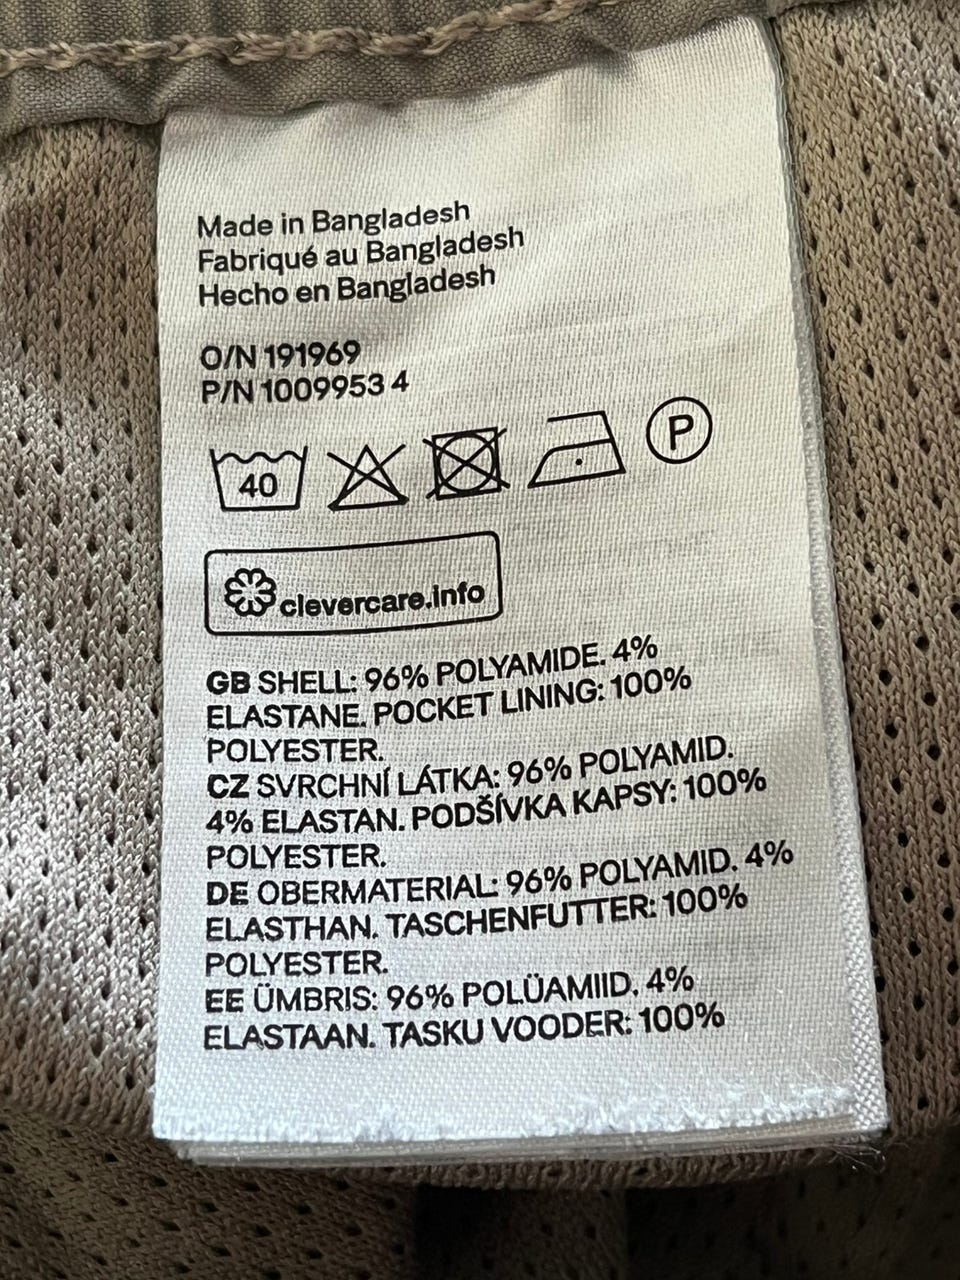 Made in Bangladesh
Fabriqué au Bangladesh
Hecho en Bangladesh
O/N 191969
P/N 1009953 4
40
P
clevercare.info
GB SHELL: 96% POLYAMIDE. 4%
ELASTANE. POCKET LINING: 100%
POLYESTER.
CZ SVRCHNÍ LÁTKA: 96% POLYAMID.
4% ELASTAN. PODŠÍVKA KAPSY: 100%
POLYESTER.
DE OBERMATERIAL: 96% POLYAMID. 4%
ELASTHAN. TASCHENFUTTER: 100%
POLYESTER.
EE ÜMBRIS: 96% POLÜAMIID. 4%
ELASTAAN. TASKU VOODER: 100%